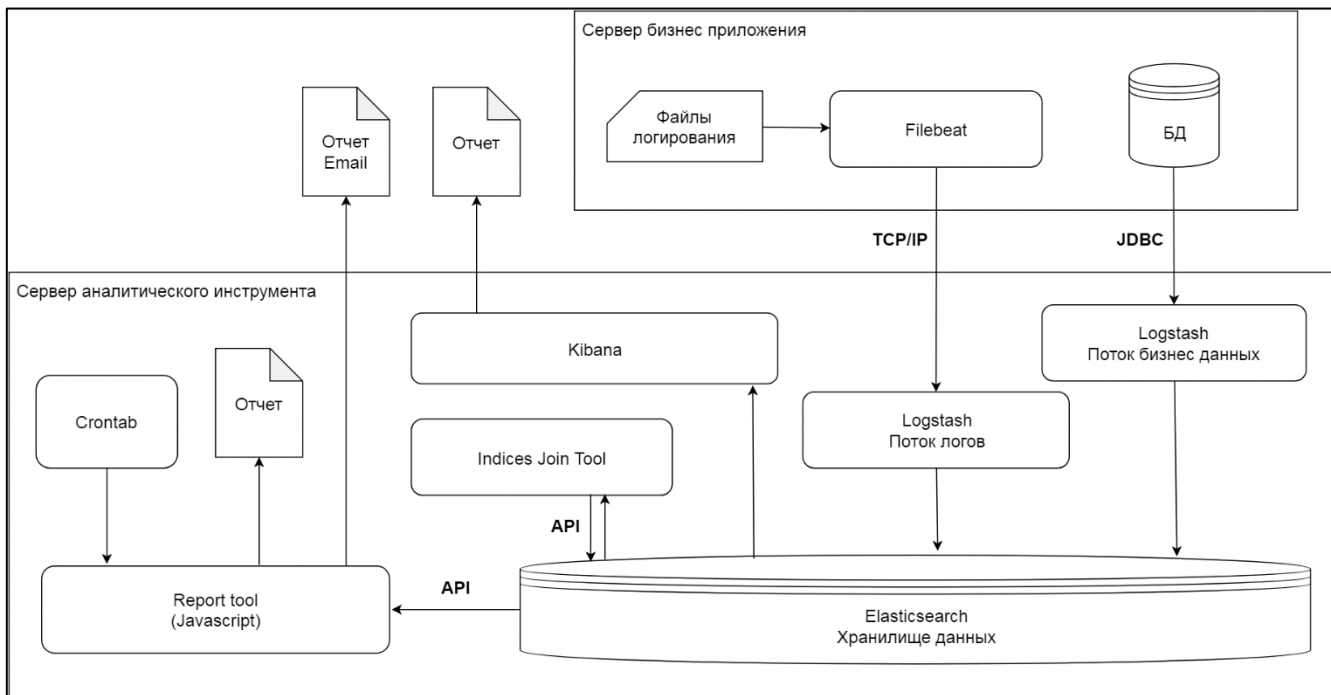 Сервер бизнес приложения
Файлы
логирования
Filebeat
БД
Отчет
Email
Отчет
TCP/IP
JDBC
Сервер аналитического инструмента
Kibana
Logstash
Поток бизнес данных
Crontab
Отчет
Indices Join Tool
Logstash
Поток логов
API
Report tool
(Javascript)
API
Elasticsearch
Хранилище данных